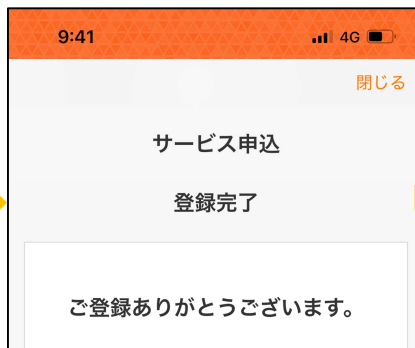 9:41 4G
閉じる
サービス申込
登録完了
ご登録ありがとうございます。